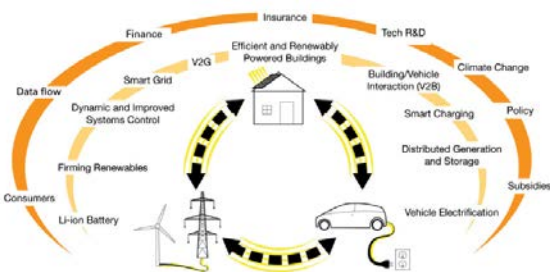 Insurance
Finance
Tech R&D
Efficient and Renewably
Powered Buildings
V2G
Climate Change
Smart Grid
Building/Vehicle
Interaction (V2B)
Data flow
Dynamic and Improved
Systems Control
Smart Charging
Policy
Distributed Generation
and Storage
Firming Renewables
Consumers
Subsidies
Li-ion Battery
Vehicle Electrification